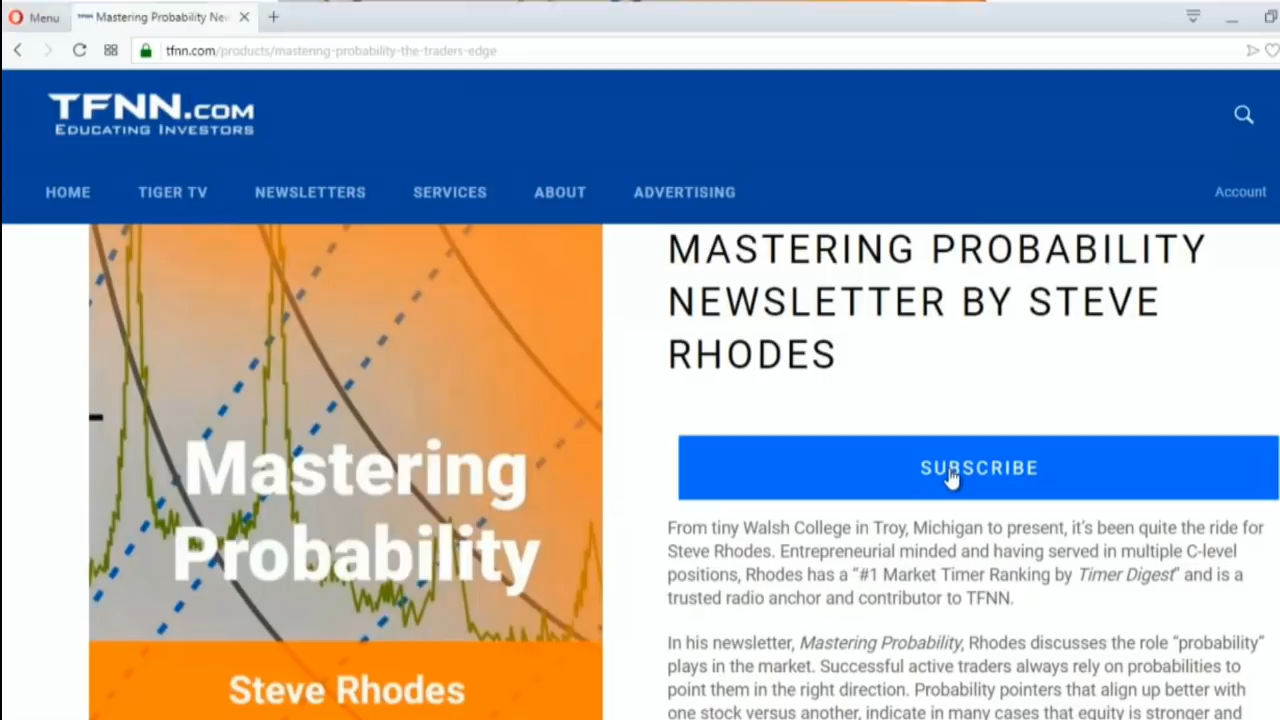 Menu
Mastering Probability New
tfnn.com/products/mastering-probability-the-traders-edge
TFNN.COM
EDUCATING INVESTORS
HOME TIGER TV NEWSLETTERS SERVICES ABOUT ADVERTISING Account
MASTERING PROBABILITY
NEWSLETTER BY STEVE
RHODES
Mastering
Probability
Steve Rhodes
SUBSCRIBE
From tiny Walsh College in Troy, Michigan to present, it's been quite the ride for
Steve Rhodes. Entrepreneurial minded and having served in multiple C-level
positions, Rhodes has a “#1 Market Timer Ranking by Timer Digest” and is a
trusted radio anchor and contributor to TFNN.
In his newsletter, Mastering Probability, Rhodes discusses the role “probability”
plays in the market. Successful active traders always rely on probabilities to
point them in the right direction. Probability pointers that align up better with
one stock versus another, indicate in many cases that equity is stronger and